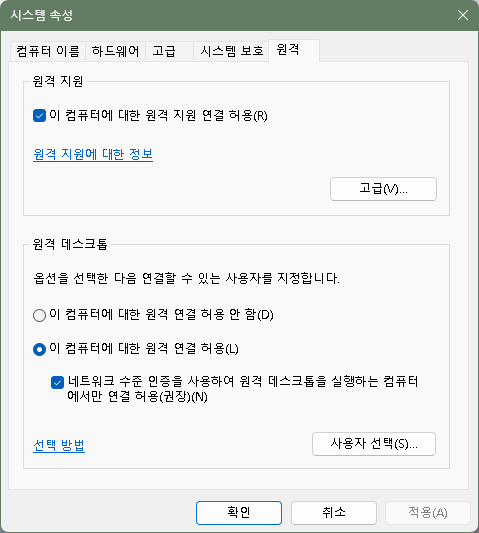 시스템 속성
컴퓨터 이름 하드웨어 고급 시스템 보호 원격
원격 지원
이 컴퓨터에 대한 원격 지원 연결 허용(R)
원격 지원에 대한 정보
고급(V)...
원격 데스크톱
옵션을 선택한 다음 연결할 수 있는 사용자를 지정합니다.
이 컴퓨터에 대한 원격 연결 허용 안 함(D)
이 컴퓨터에 대한 원격 연결 허용(L)
네트워크 수준 인증을 사용하여 원격 데스크톱을 실행하는 컴퓨터
에서만 연결 허용(권장)(N)
선택 방법
사용자 선택(S)...
확인 취소 적용(A)